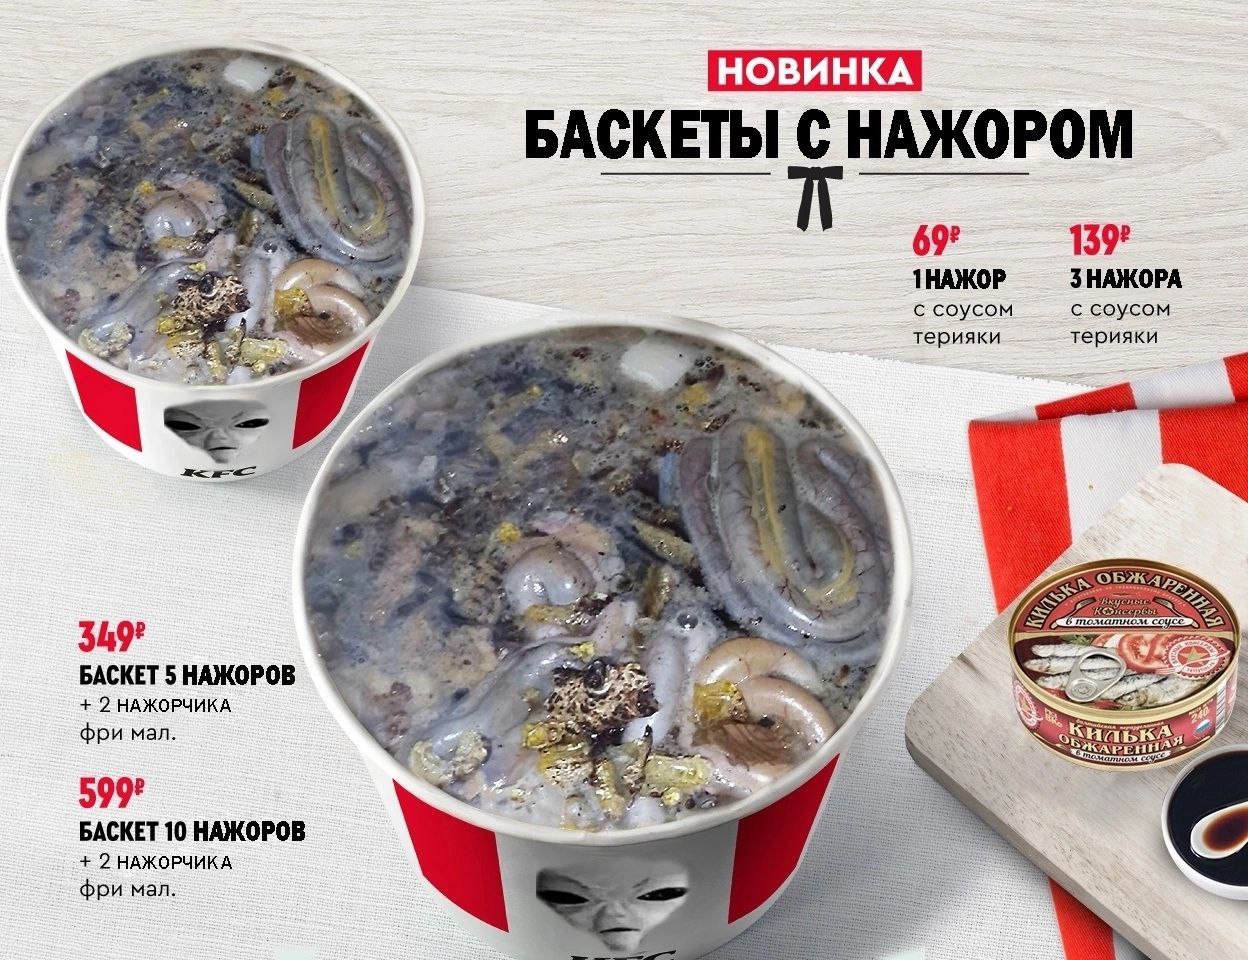 НОВИНКА
БАСКЕТЫ С НАЖОРОМ
69₽
1 НАЖОР
с соусом
терияки
139₽
3 НАЖОРА
с соусом
терияки
KFC
349₽
БАСКЕТ 5 НАЖОРОВ
+ 2 НАЖОРЧИКА
фри мал.
599₽
БАСКЕТ 10 НАЖОРОВ
+ 2 НАЖОРЧИКА
фри мал.
KFC
КИЛЬКА ОБЖАРЕННАЯ
Вкусные
Консервы
в томатном соусе
240
КИЛЬКА
ОБЖАРЕННАЯ
в томатном соусе